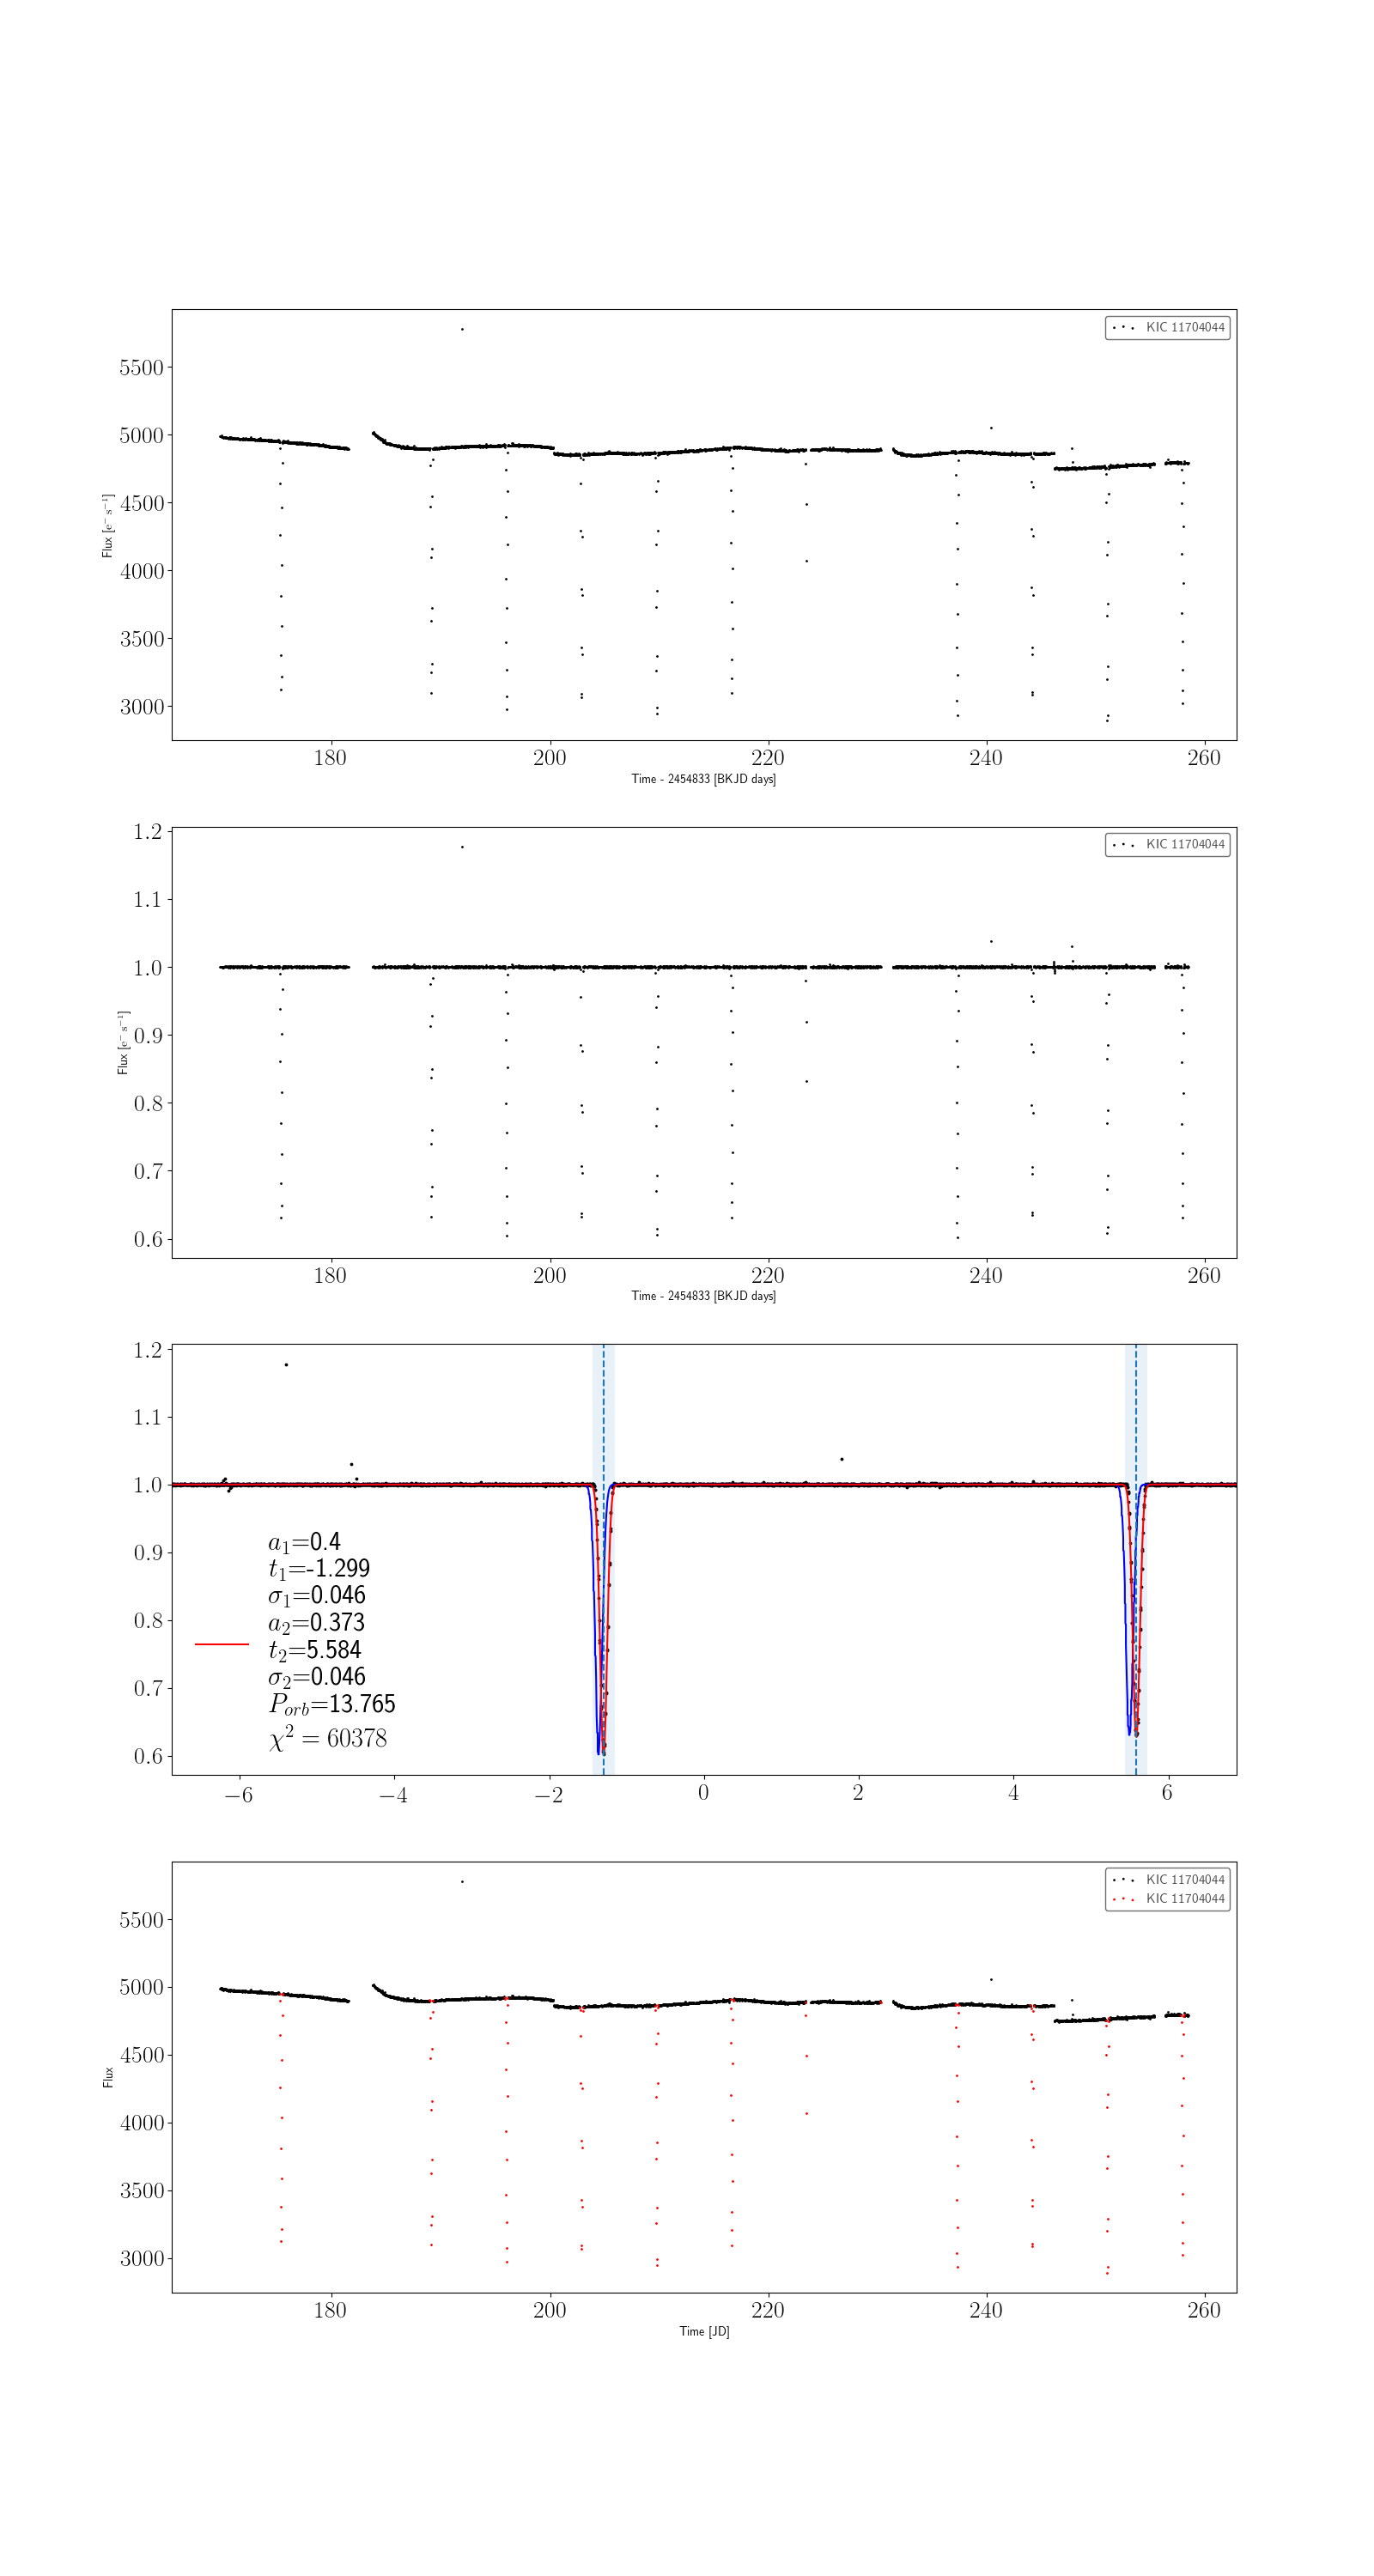 KIC 11704044
5500
5000
4500
4000
3500
3000
Flux [e⁻ s⁻¹]
180 200 220 240 260
Time - 2454833 [BKJD days]
KIC 11704044
1.2
1.1
1.0
0.9
0.8
0.7
0.6
Flux [e⁻ s⁻¹]
180 200 220 240 260
Time - 2454833 [BKJD days]
1.2
1.1
1.0
0.9
0.8
0.7
0.6
a₁=0.4
t₁=-1.299
σ₁=0.046
a₂=0.373
t₂=5.584
σ₂=0.046
P_orb=13.765
χ² = 60378
−6 −4 −2 0 2 4 6
KIC 11704044
KIC 11704044
5500
5000
4500
4000
3500
3000
Flux
180 200 220 240 260
Time [JD]